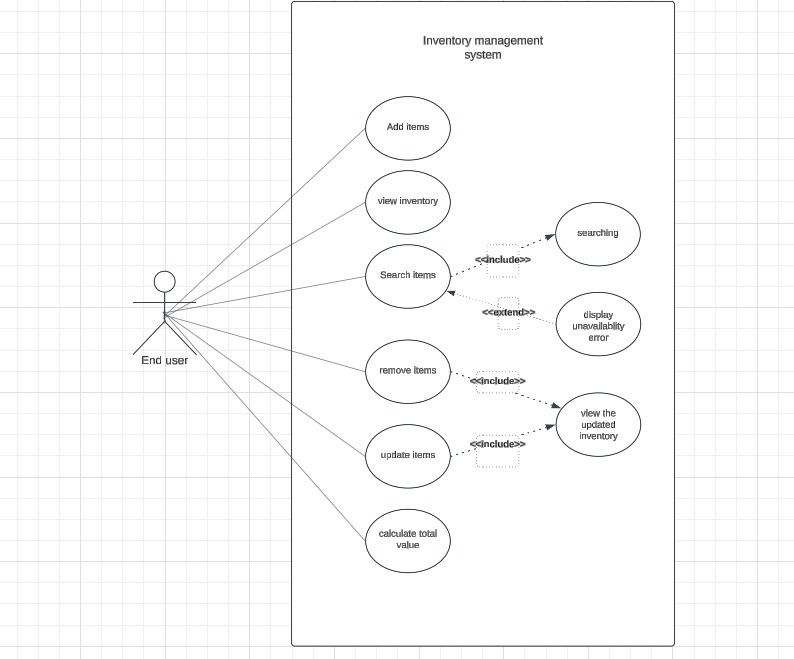 Inventory management
system
Add items
view inventory
searching
<<include>>
Search items
<<extend>>
display
unavailablity
error
End user
remove items
<<include>>
view the
updated
inventory
<<include>>
update items
calculate total
value